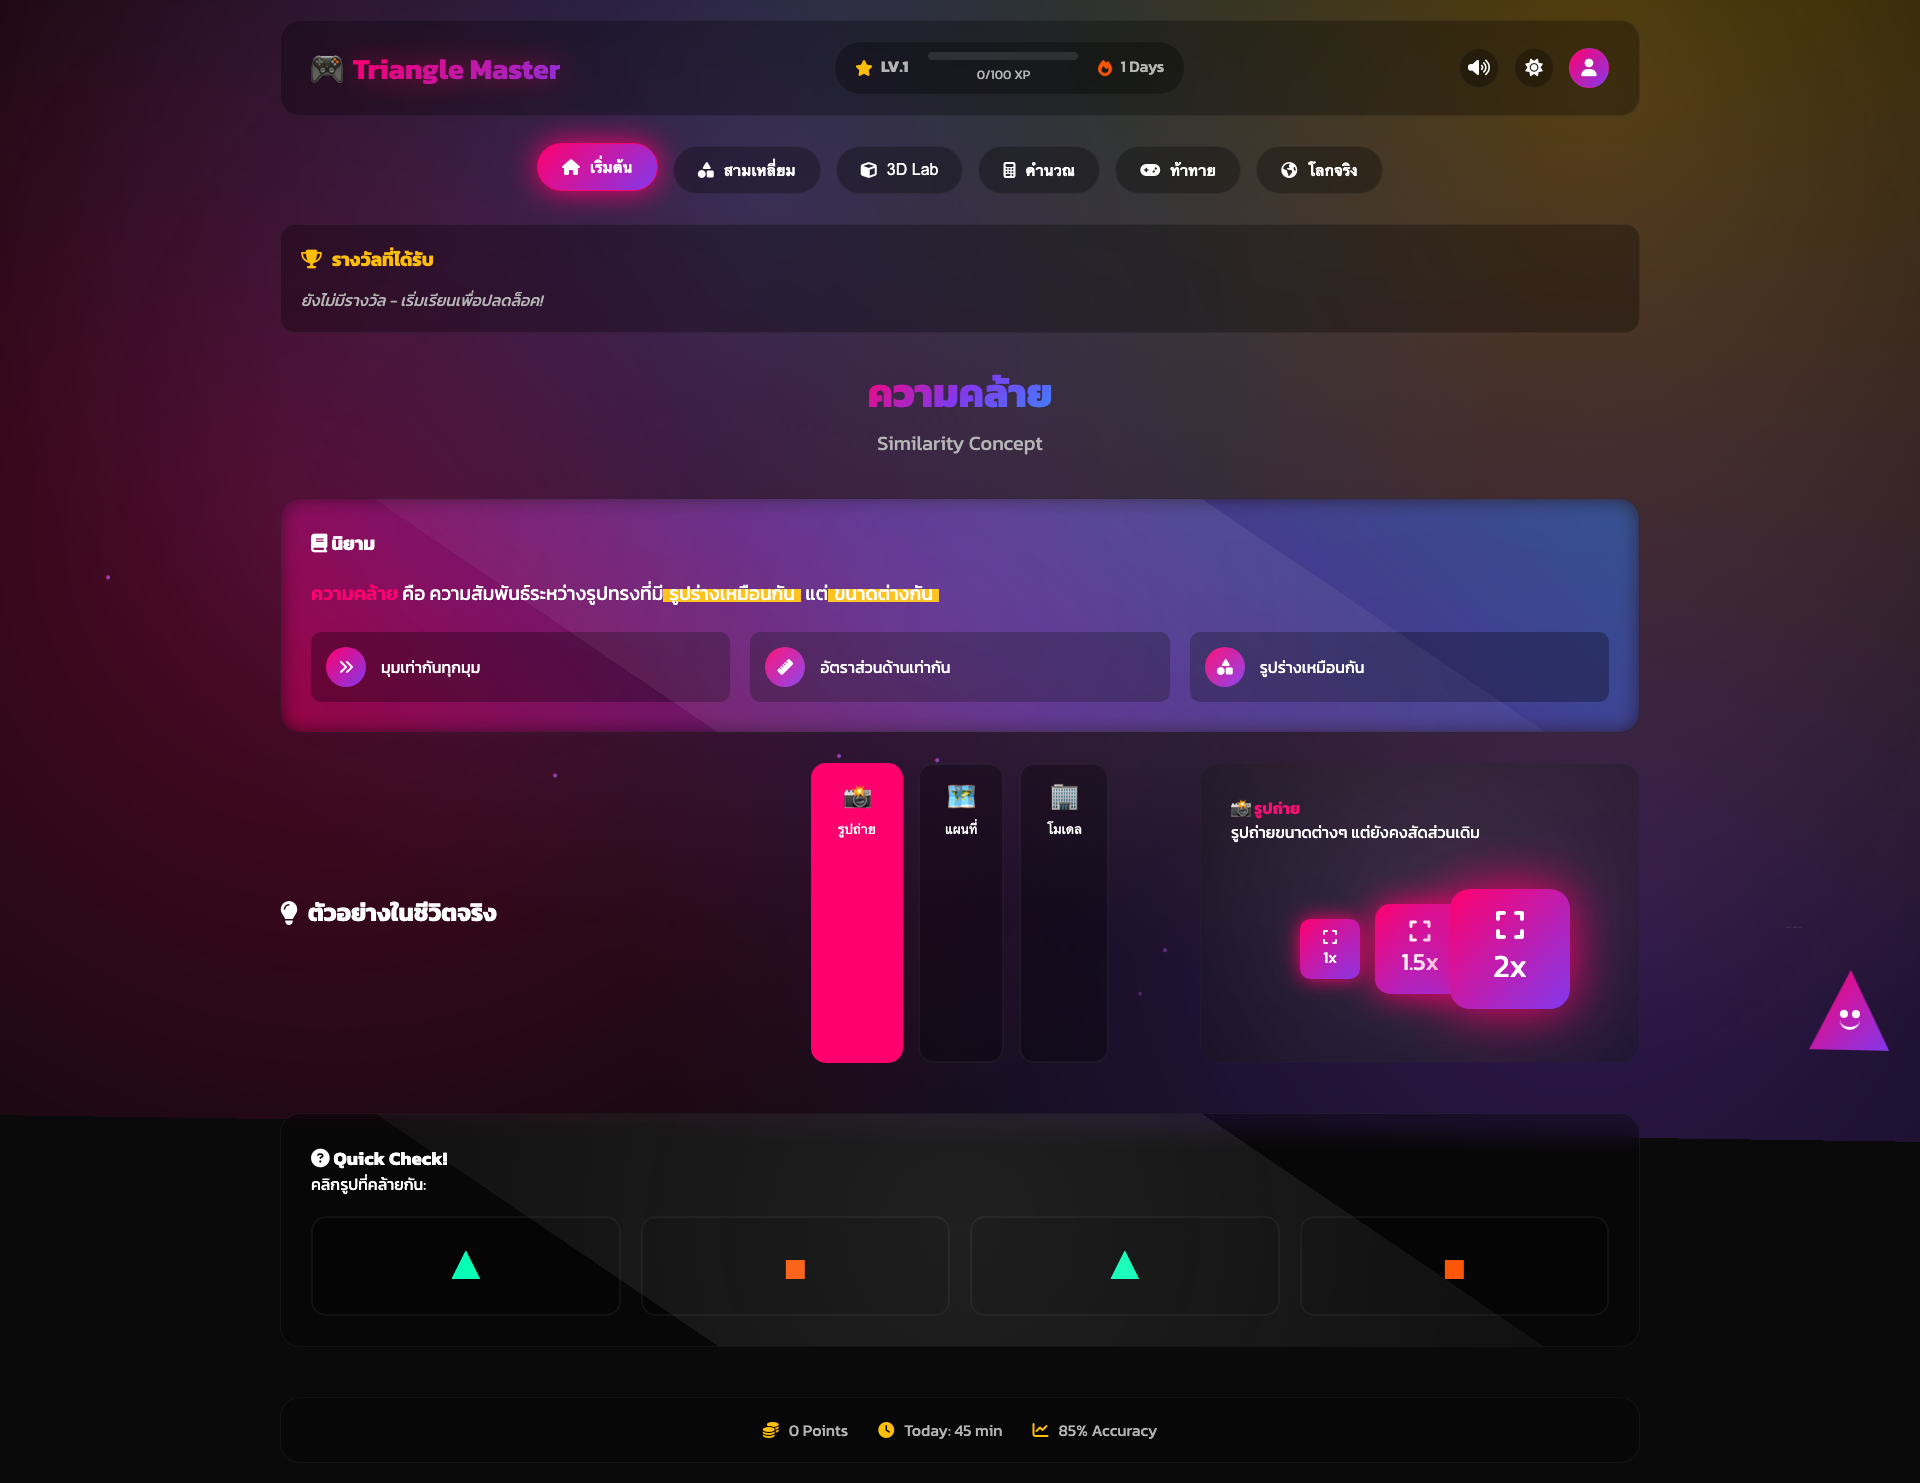 Triangle Master
LV.1
0/100 XP
1 Days
เริ่มต้น
สามเหลี่ยม
3D Lab
คำนวณ
ท้าทาย
โลกจริง
รางวัลที่ได้รับ
ยังไม่มีรางวัล - เริ่มเรียนเพื่อปลดล็อค!
ความคล้าย
Similarity Concept
นิยาม
ความคล้าย คือ ความสัมพันธ์ระหว่างรูปทรงที่มี รูปร่างเหมือนกัน แต่ ขนาดต่างกัน
มุมเท่ากันทุกมุม
อัตราส่วนด้านเท่ากัน
รูปร่างเหมือนกัน
ตัวอย่างในชีวิตจริง
รูปถ่าย
แผนที่
โมเดล
รูปถ่าย
รูปถ่ายขนาดต่างๆ แต่ยังคงสัดส่วนเดิม
1x
1.5x
2x
Quick Check!
คลิกรูปที่คล้ายกัน:
0 Points
Today: 45 min
85% Accuracy